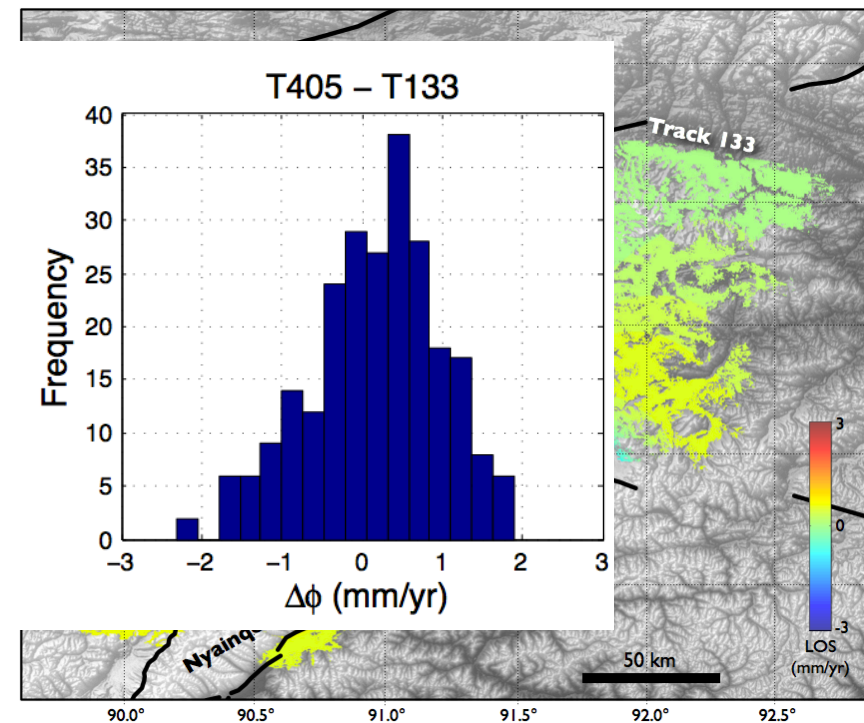 T405 – T133
Frequency
40
35
30
25
20
15
10
5
0
−3 −2 −1 0 1 2 3
Δϕ (mm/yr)
Track 133
3
0
-3
LOS
(mm/yr)
50 km
90.0° 90.5° 91.0° 91.5° 92.0° 92.5°